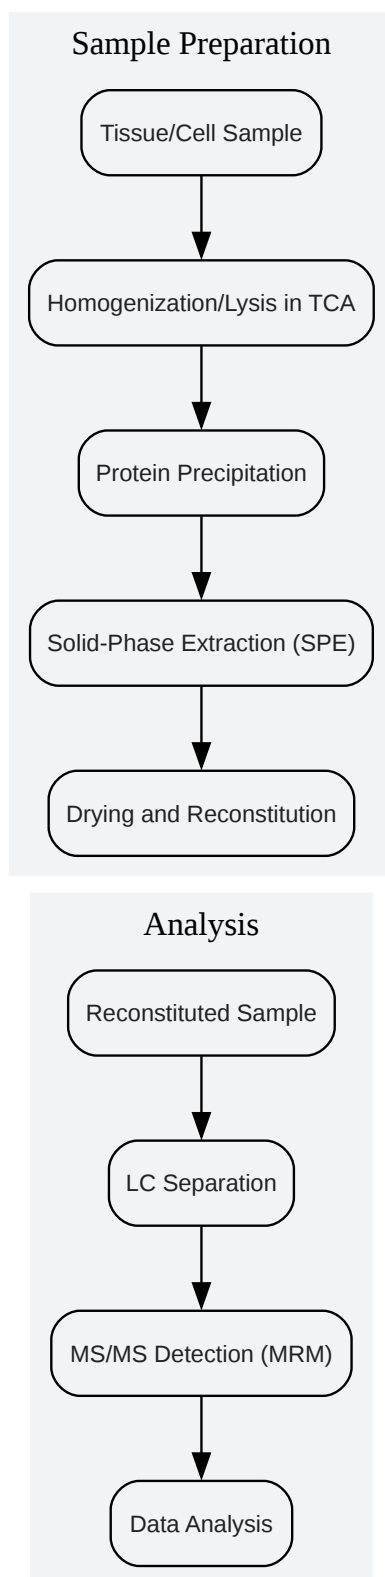 Sample Preparation
Tissue/Cell Sample
Homogenization/Lysis in TCA
Protein Precipitation
Solid-Phase Extraction (SPE)
Drying and Reconstitution
Analysis
Reconstituted Sample
LC Separation
MS/MS Detection (MRM)
Data Analysis